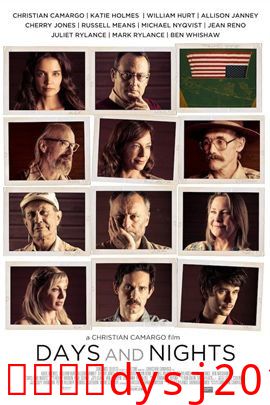 CHRISTIAN CAMARGO | KATIE HOLMES | WILLIAM HURT | ALLISON JANNEY
CHERRY JONES | RUSSELL MEANS | MICHAEL NYQVIST | JEAN RENO
JULIET RYLANCE | MARK RYLANCE | BEN WHISHAW
a CHRISTIAN CAMARGO film
DAYS AND NIGHTS
dysj20